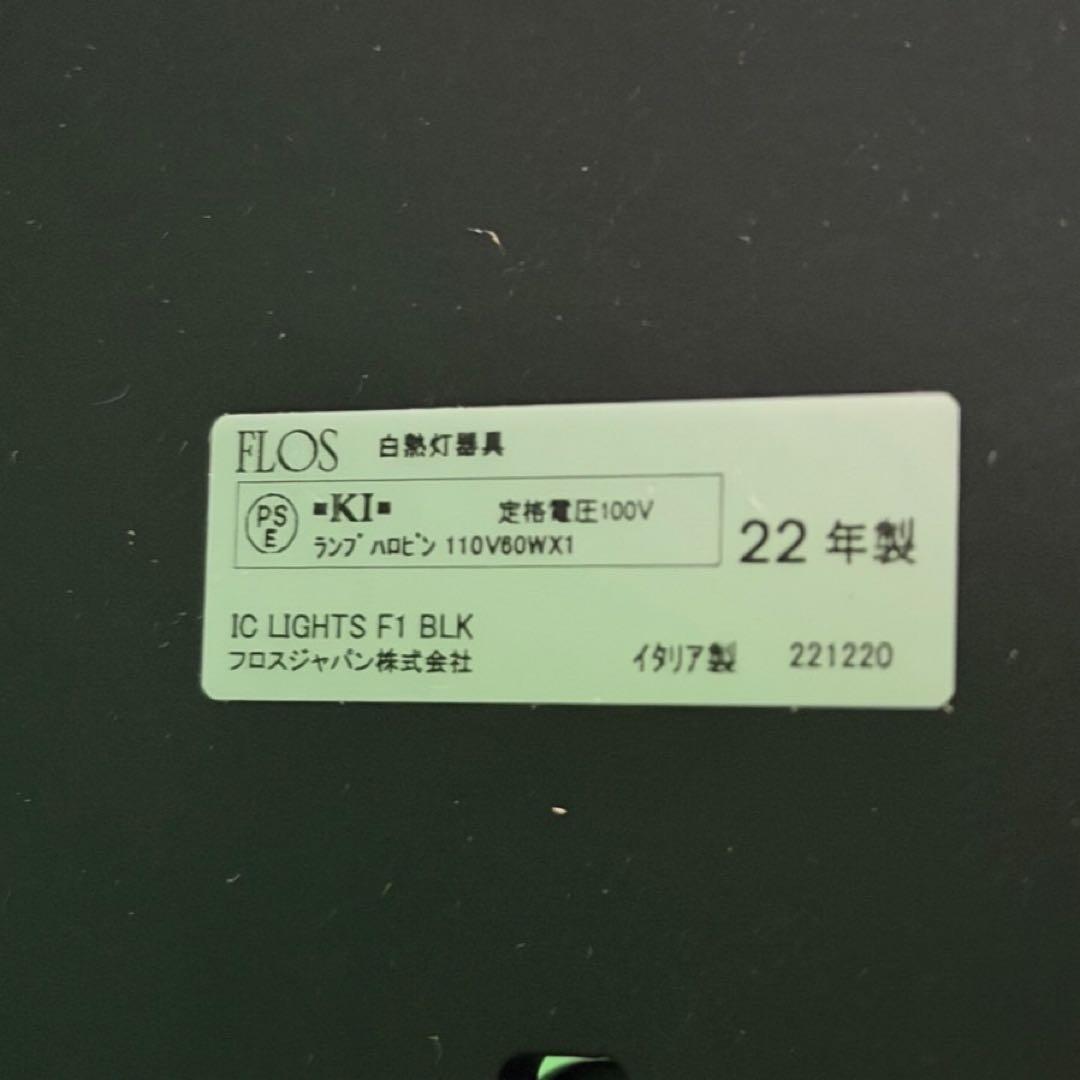 FLOS 白熱灯器具
PSE ▪KI▪ 定格電圧100V
ﾗﾝﾌﾟ ﾊﾛﾋﾟﾝ 110V60WX1
22 年製
IC LIGHTS F1 BLK
フロスジャパン株式会社 ｲﾀﾘｱ製 221220